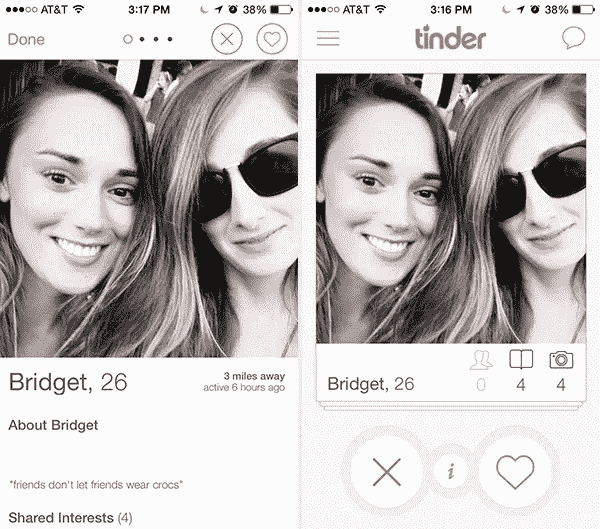 AT&T 3:17 PM 38%
Done
Bridget, 26
3 miles away
active 6 hours ago
About Bridget
"friends don't let friends wear crocs"
Shared Interests (4)
AT&T 3:16 PM 38%
tinder
Bridget, 26
0 4 4
i